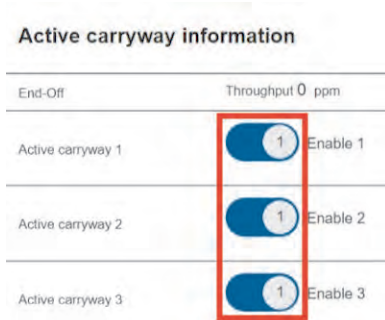 Active carryway information
End-Off Throughput 0 ppm
Active carryway 1 1 Enable 1
Active carryway 2 1 Enable 2
Active carryway 3 1 Enable 3